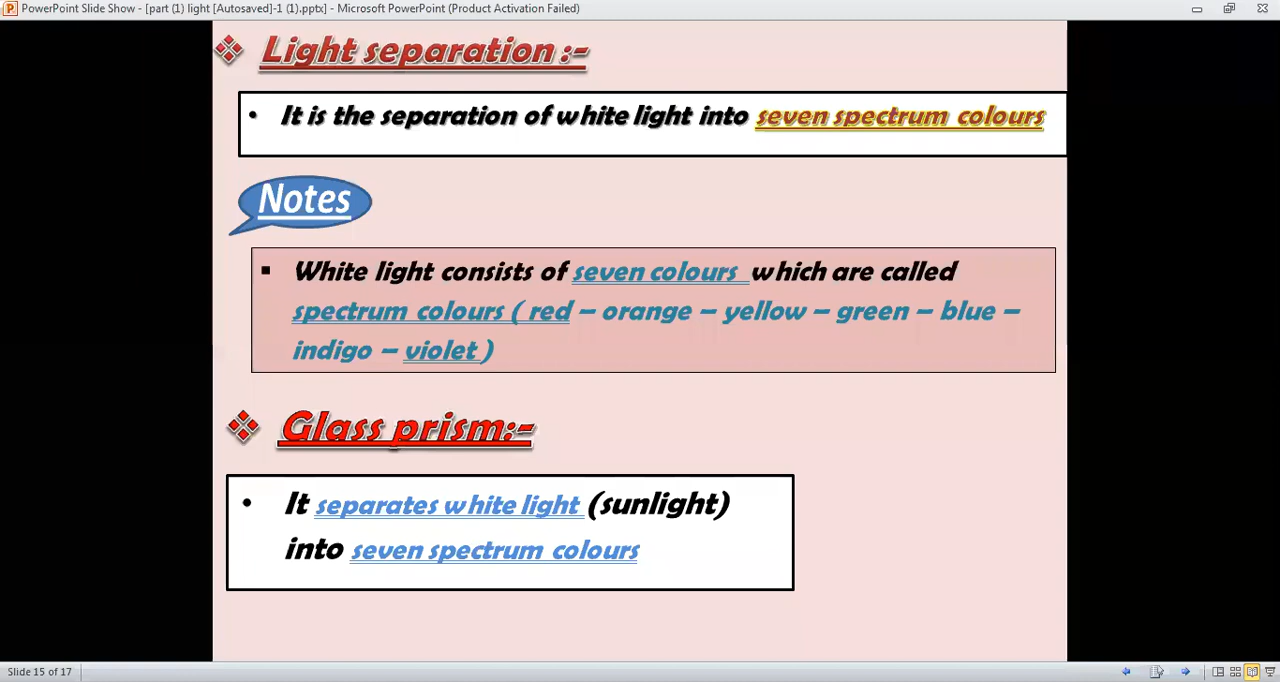 PowerPoint Slide Show - [part (1) light [Autosaved]-1 (1).pptx] - Microsoft PowerPoint (Product Activation Failed)
Light separation :-
• It is the separation of white light into seven spectrum colours
Notes
▪ White light consists of seven colours which are called
spectrum colours ( red – orange – yellow – green – blue –
indigo – violet )
Glass prism:-
• It separates white light (sunlight)
into seven spectrum colours
Slide 15 of 17